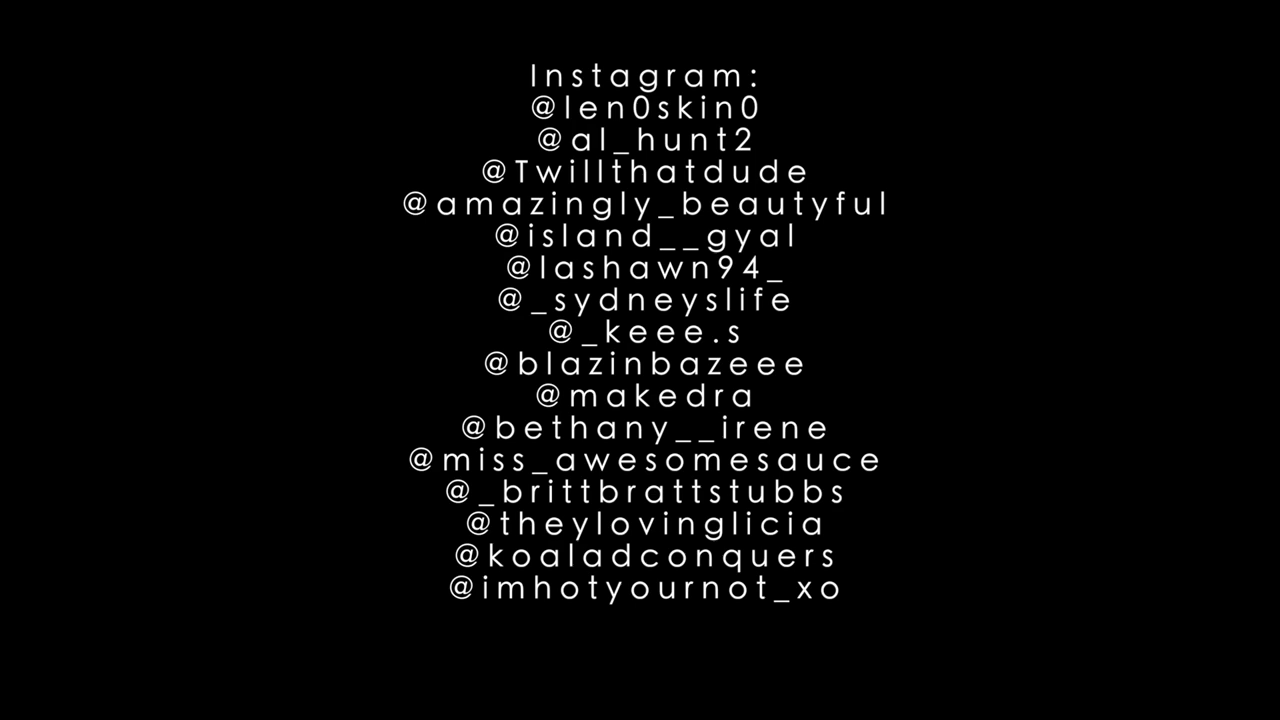 Instagram:
@len0skin0
@al_hunt2
@Twillthatdude
@amazingly_beautyful
@island__gyal
@lashawn94_
@_sydneyslife
@_keee.s
@blazinbazeee
@makedra
@bethany__irene
@miss_awesomesauce
@_brittbrattstubbs
@theylovinglicia
@koaladconquers
@imhotyournot_xo